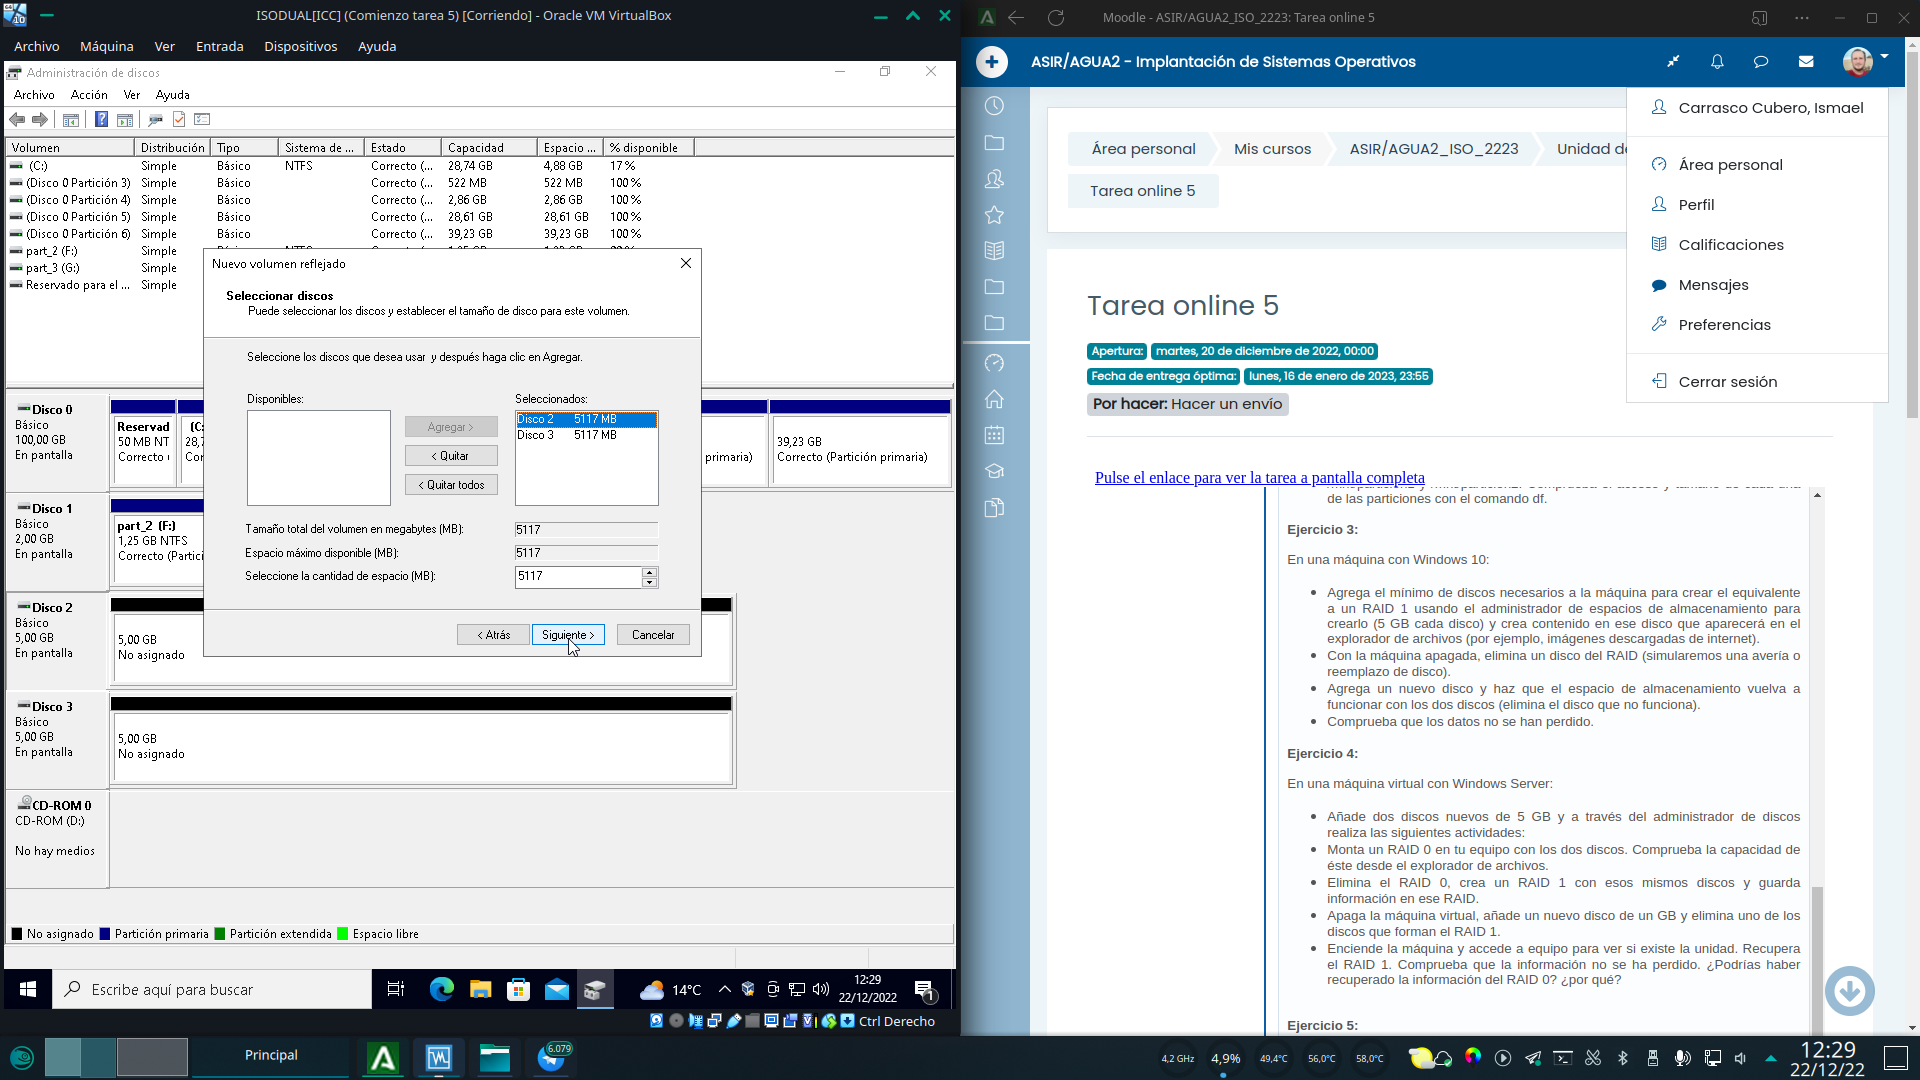 ISODUAL[ICC] (Comienzo tarea 5) [Corriendo] - Oracle VM VirtualBox
Archivo Máquina Ver Entrada Dispositivos Ayuda
Administración de discos
Archivo Acción Ver Ayuda
Volumen Distribución Tipo Sistema de ... Estado Capacidad Espacio ... % disponible
(C:) Simple Básico NTFS Correcto (... 28,74 GB 4,88 GB 17 %
(Disco 0 Partición 3) Simple Básico Correcto (... 522 MB 522 MB 100 %
(Disco 0 Partición 4) Simple Básico Correcto (... 2,86 GB 2,86 GB 100 %
(Disco 0 Partición 5) Simple Básico Correcto (... 28,61 GB 28,61 GB 100 %
(Disco 0 Partición 6) Simple Básico Correcto (... 39,23 GB 39,23 GB 100 %
part_2 (F:) Simple
part_3 (G:) Simple
Reservado para el ... Simple
Nuevo volumen reflejado
Seleccionar discos
Puede seleccionar los discos y establecer el tamaño de disco para este volumen.
Seleccione los discos que desea usar y después haga clic en Agregar.
Disponibles: Seleccionados:
Disco 2 5117 MB
Disco 3 5117 MB
Agregar >
< Quitar
< Quitar todos
Tamaño total del volumen en megabytes (MB): 5117
Espacio máximo disponible (MB): 5117
Seleccione la cantidad de espacio (MB): 5117
< Atrás Siguiente > Cancelar
Disco 0
Básico
100,00 GB
En pantalla
Reservad
50 MB NT
Correcto
(C:
28,7
Cor
primaria)
39,23 GB
Correcto (Partición primaria)
Disco 1
Básico
2,00 GB
En pantalla
part_2 (F:)
1,25 GB NTFS
Correcto (Partici
Disco 2
Básico
5,00 GB
En pantalla
5,00 GB
No asignado
Disco 3
Básico
5,00 GB
En pantalla
5,00 GB
No asignado
CD-ROM 0
CD-ROM (D:)
No hay medios
No asignado Partición primaria Partición extendida Espacio libre
Escribe aquí para buscar
14°C
12:29
22/12/2022
1
Ctrl Derecho
Moodle - ASIR/AGUA2_ISO_2223: Tarea online 5
ASIR/AGUA2 - Implantación de Sistemas Operativos
Área personal Mis cursos ASIR/AGUA2_ISO_2223 Unidad de
Tarea online 5
Carrasco Cubero, Ismael
Área personal
Perfil
Calificaciones
Mensajes
Preferencias
Cerrar sesión
Tarea online 5
Apertura: martes, 20 de diciembre de 2022, 00:00
Fecha de entrega óptima: lunes, 16 de enero de 2023, 23:55
Por hacer: Hacer un envío
Pulse el enlace para ver la tarea a pantalla completa
de las particiones con el comando df.
Ejercicio 3:
En una máquina con Windows 10:
Agrega el mínimo de discos necesarios a la máquina para crear el equivalente
a un RAID 1 usando el administrador de espacios de almacenamiento para
crearlo (5 GB cada disco) y crea contenido en ese disco que aparecerá en el
explorador de archivos (por ejemplo, imágenes descargadas de internet).
Con la máquina apagada, elimina un disco del RAID (simularemos una avería o
reemplazo de disco).
Agrega un nuevo disco y haz que el espacio de almacenamiento vuelva a
funcionar con los dos discos (elimina el disco que no funciona).
Comprueba que los datos no se han perdido.
Ejercicio 4:
En una máquina virtual con Windows Server:
Añade dos discos nuevos de 5 GB y a través del administrador de discos
realiza las siguientes actividades:
Monta un RAID 0 en tu equipo con los dos discos. Comprueba la capacidad de
éste desde el explorador de archivos.
Elimina el RAID 0, crea un RAID 1 con esos mismos discos y guarda
información en ese RAID.
Apaga la máquina virtual, añade un nuevo disco de un GB y elimina uno de los
discos que forman el RAID 1.
Enciende la máquina y accede a equipo para ver si existe la unidad. Recupera
el RAID 1. Comprueba que la información no se ha perdido. ¿Podrías haber
recuperado la información del RAID 0? ¿por qué?
Ejercicio 5:
Principal
6.079
4,2 GHz 4,9% 49,4°C 56,0°C 58,0°C
12:29
22/12/22